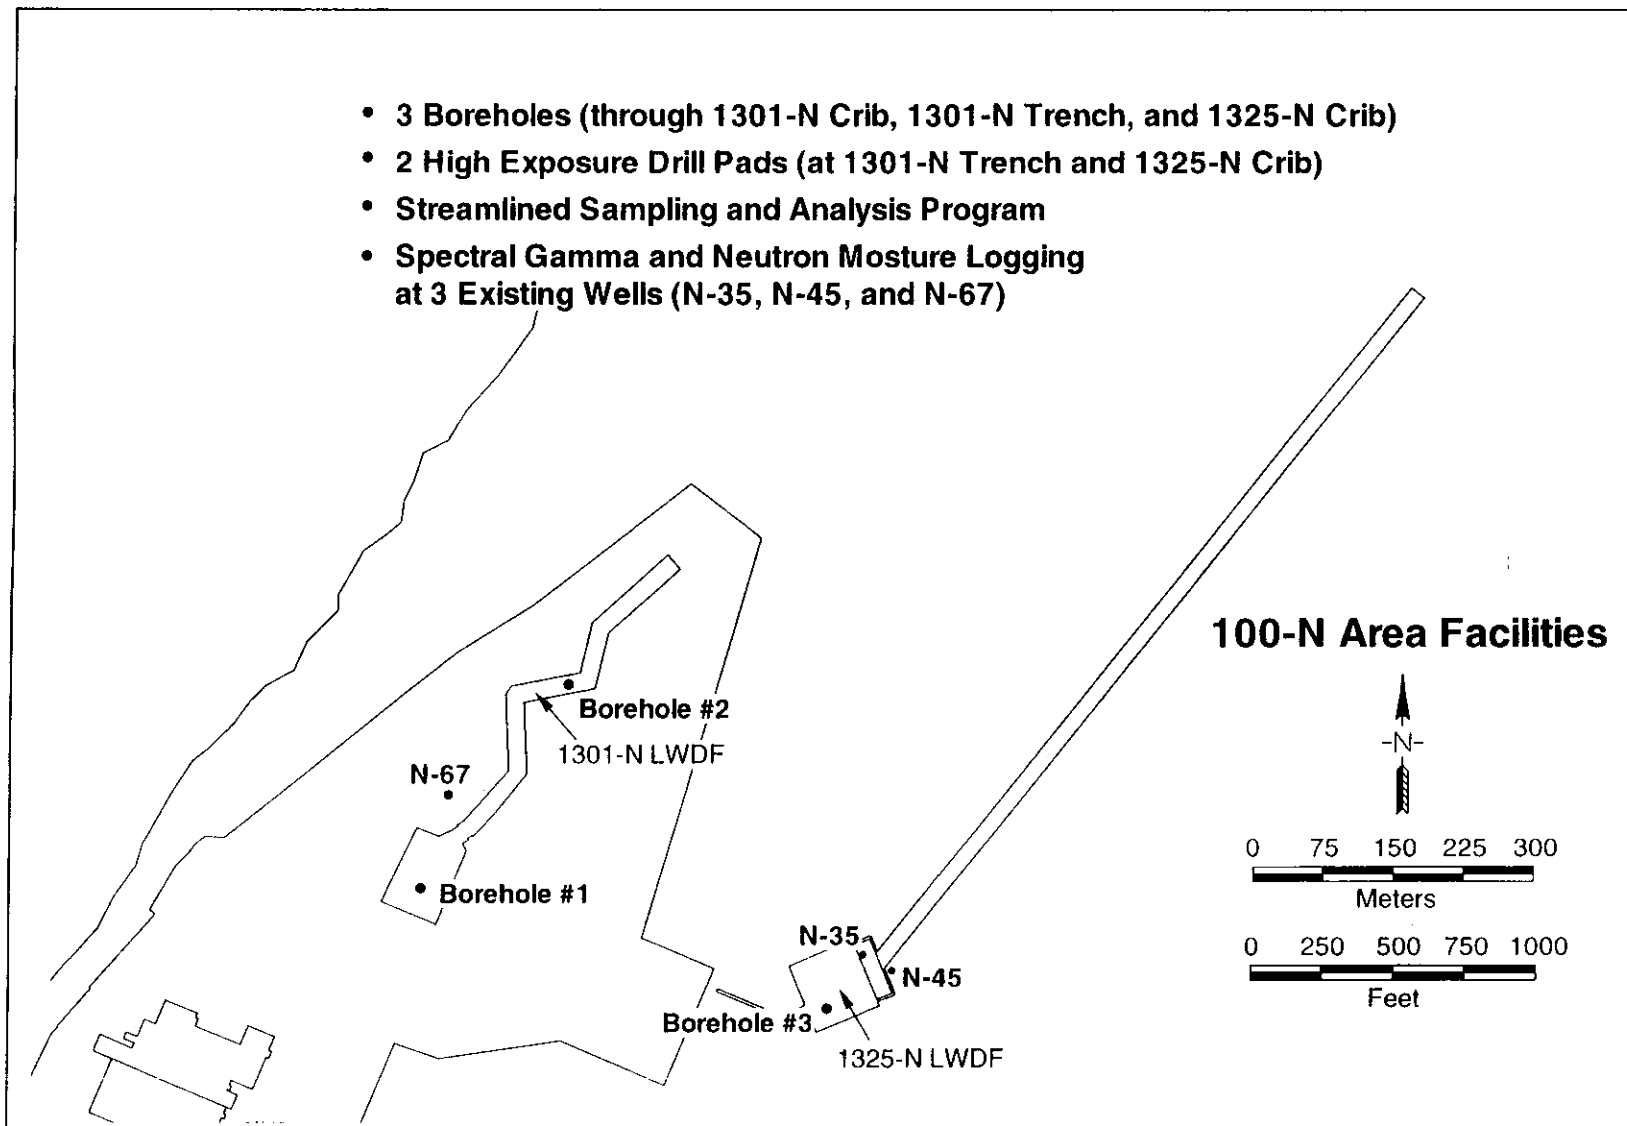 • 3 Boreholes (through 1301-N Crib, 1301-N Trench, and 1325-N Crib)
• 2 High Exposure Drill Pads (at 1301-N Trench and 1325-N Crib)
• Streamlined Sampling and Analysis Program
• Spectral Gamma and Neutron Mosture Logging
at 3 Existing Wells (N-35, N-45, and N-67)
100-N Area Facilities
-N-
Borehole #2
1301-N LWDF
N-67
Borehole #1
N-35
N-45
Borehole #3
1325-N LWDF
0 75 150 225 300
Meters
0 250 500 750 1000
Feet